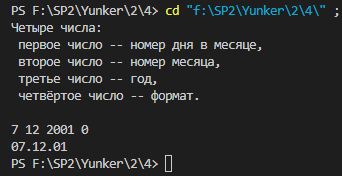 PS F:\SP2\Yunker\2\4> cd "f:\SP2\Yunker\2\4\" ;
Четыре числа:
первое число -- номер дня в месяце,
второе число -- номер месяца,
третье число -- год,
четвёртое число -- формат.
7 12 2001 0
07.12.01
PS F:\SP2\Yunker\2\4>